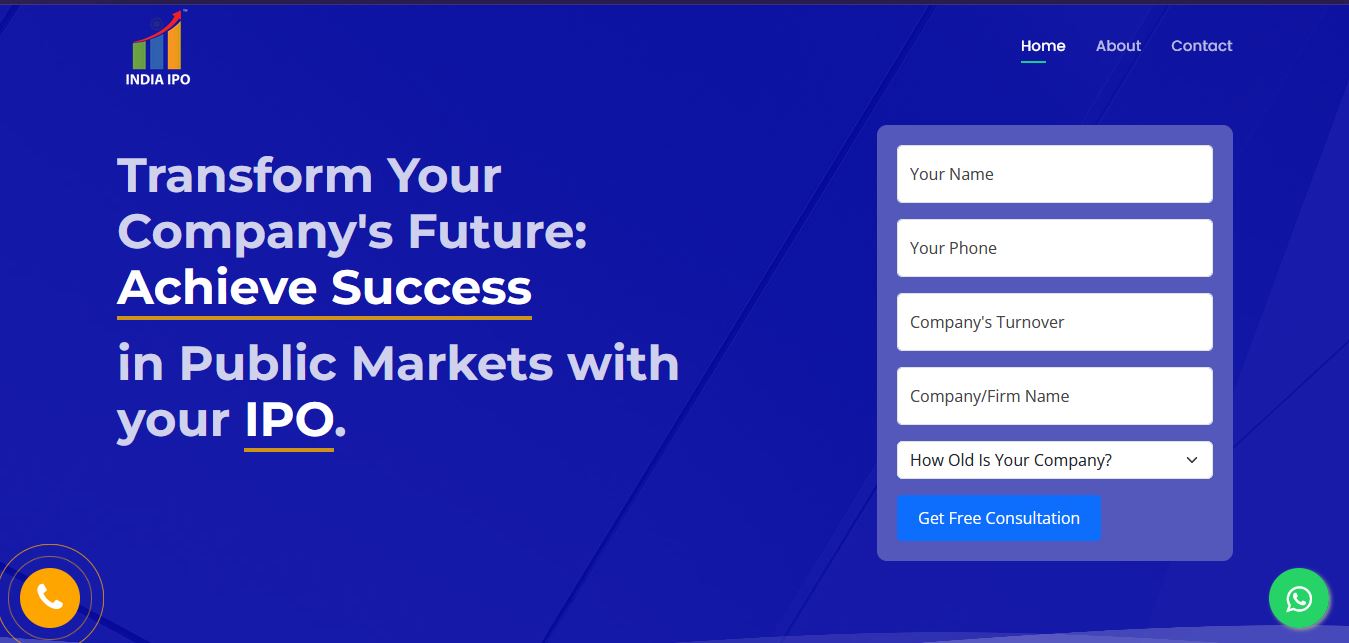 INDIA IPO
Home
About
Contact
Transform Your
Company's Future:
Achieve Success
in Public Markets with
your IPO.
Your Name
Your Phone
Company's Turnover
Company/Firm Name
How Old Is Your Company?
Get Free Consultation